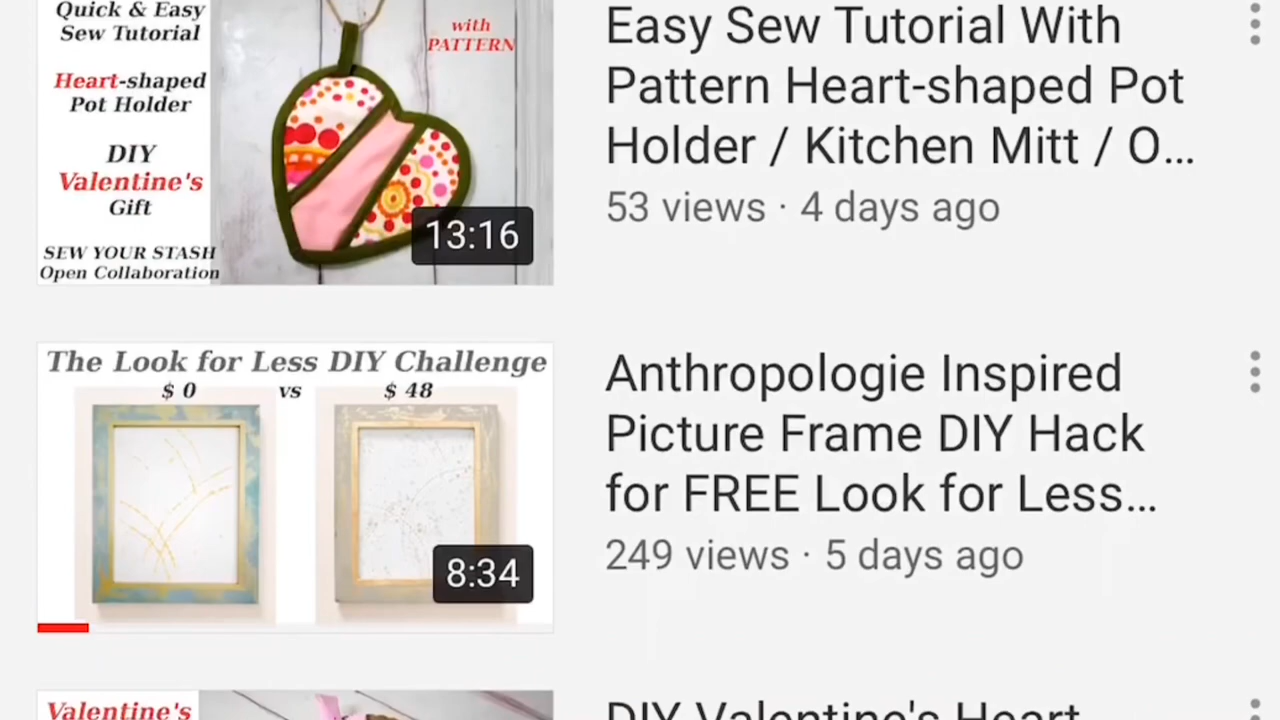 Quick & Easy
Sew Tutorial
Heart-shaped
Pot Holder
DIY
Valentine's
Gift
SEW YOUR STASH
Open Collaboration
with
PATTERN
13:16
Easy Sew Tutorial With
Pattern Heart-shaped Pot
Holder / Kitchen Mitt / O...
53 views · 4 days ago
The Look for Less DIY Challenge
$ 0 vs $ 48
8:34
Anthropologie Inspired
Picture Frame DIY Hack
for FREE Look for Less...
249 views · 5 days ago
Valentine's
DIY Valentine's Heart